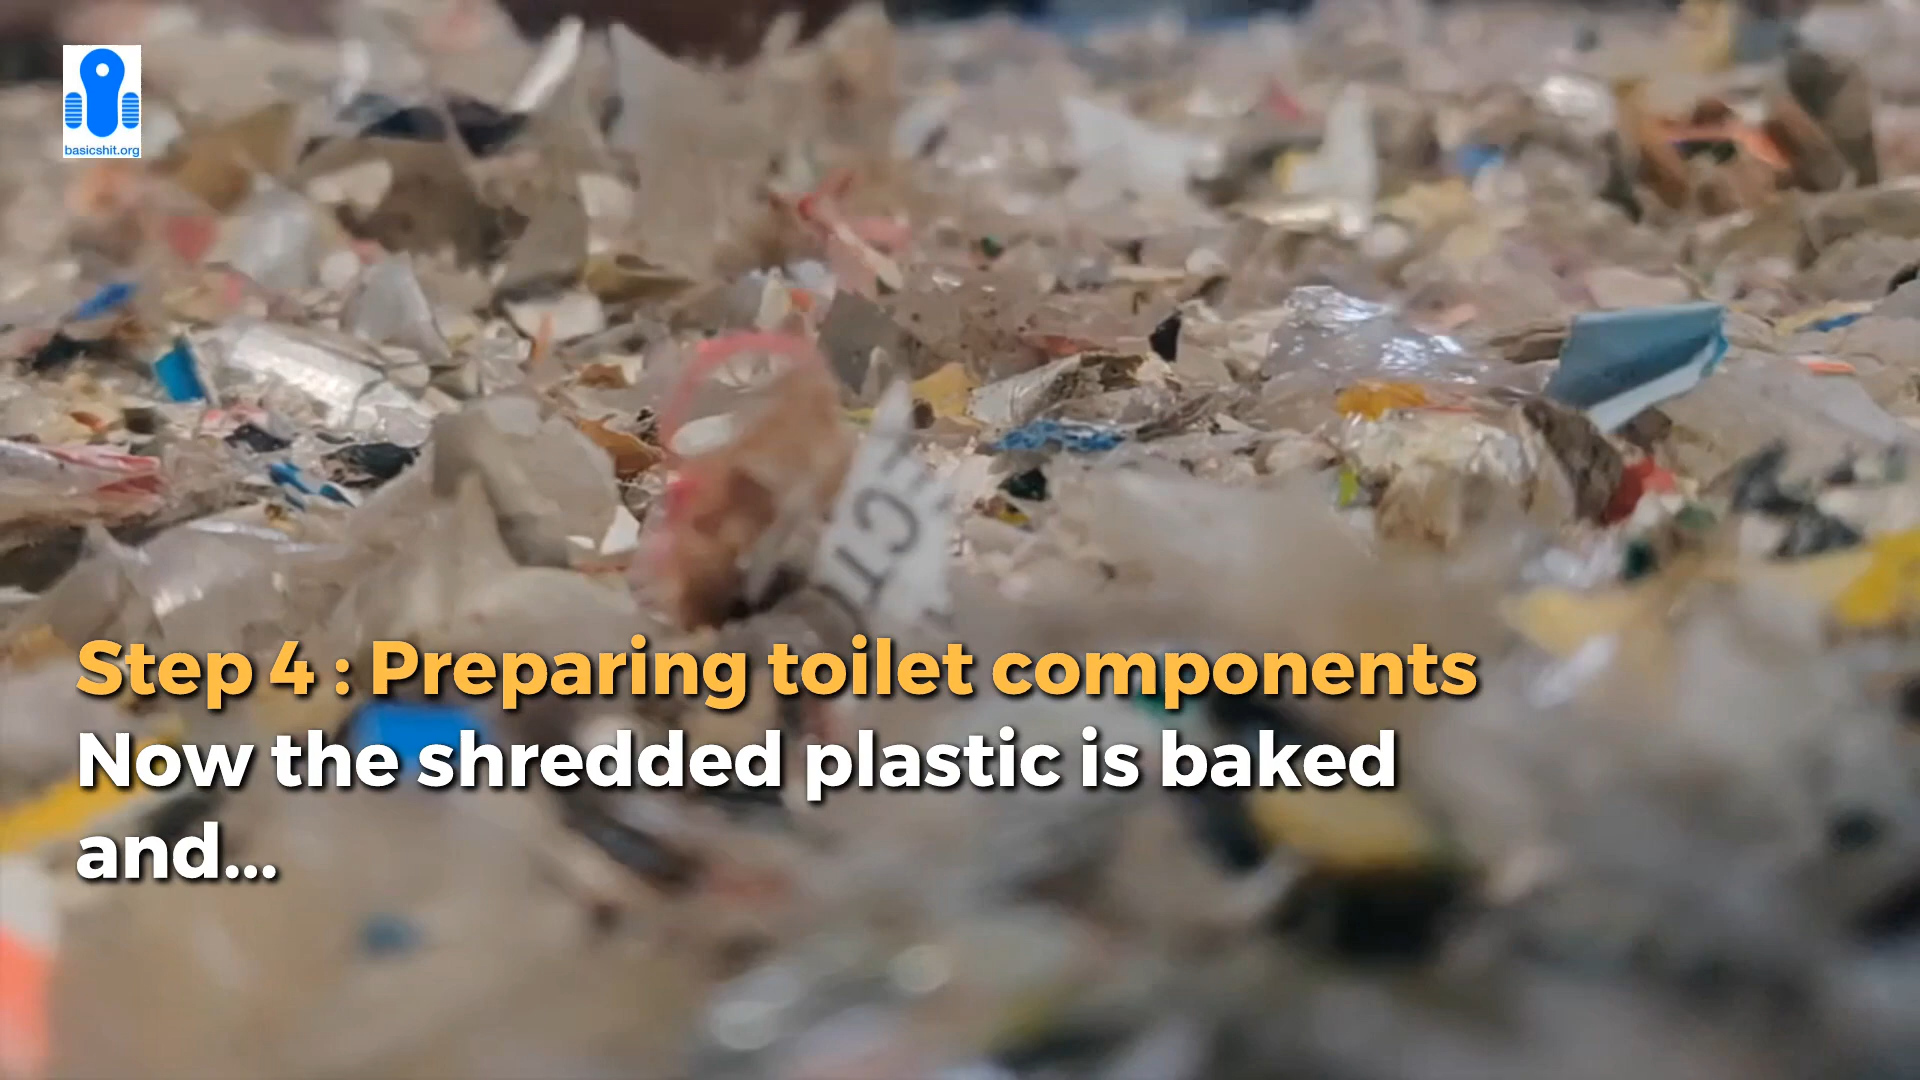 basicshit.org
Step 4 : Preparing toilet components
Now the shredded plastic is baked
and...